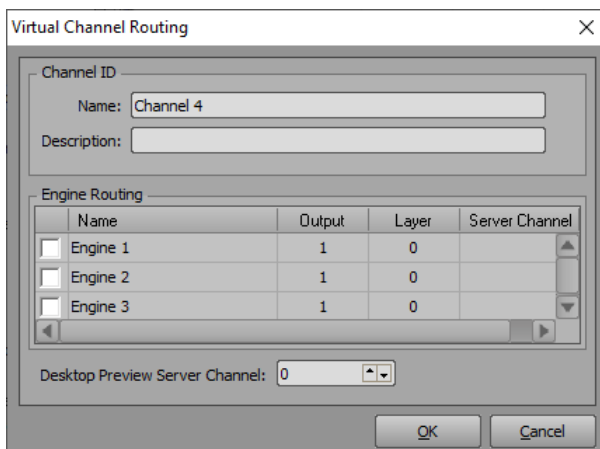 Virtual Channel Routing
Channel ID
Name: Channel 4
Description:
Engine Routing
Name Output Layer Server Channel
Engine 1 1 0
Engine 2 1 0
Engine 3 1 0
Desktop Preview Server Channel: 0
OK Cancel